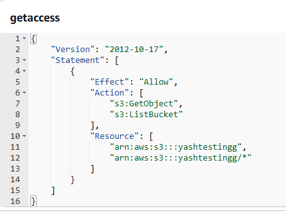 getaccess
1 {
2 "Version": "2012-10-17",
3 "Statement": [
4 {
5 "Effect": "Allow",
6 "Action": [
7 "s3:GetObject",
8 "s3:ListBucket"
9 ],
10 "Resource": [
11 "arn:aws:s3:::yashtestingg",
12 "arn:aws:s3:::yashtestingg/*"
13 ]
14 }
15 ]
16 }